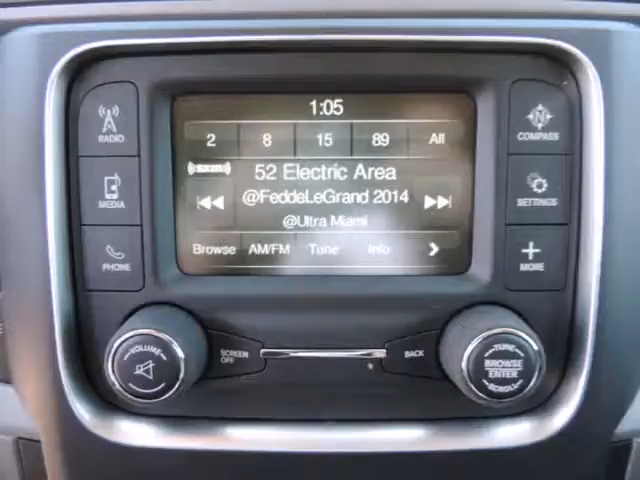 1:05
RADIO
2 8 15 89 All
COMPASS
((SXM))
52 Electric Area
MEDIA
@FeddeLeGrand 2014
SETTINGS
@Ultra Miami
PHONE
Browse AM/FM Tune Info
MORE
VOLUME
SCREEN OFF
BACK
TUNE
BROWSE
ENTER
SCROLL